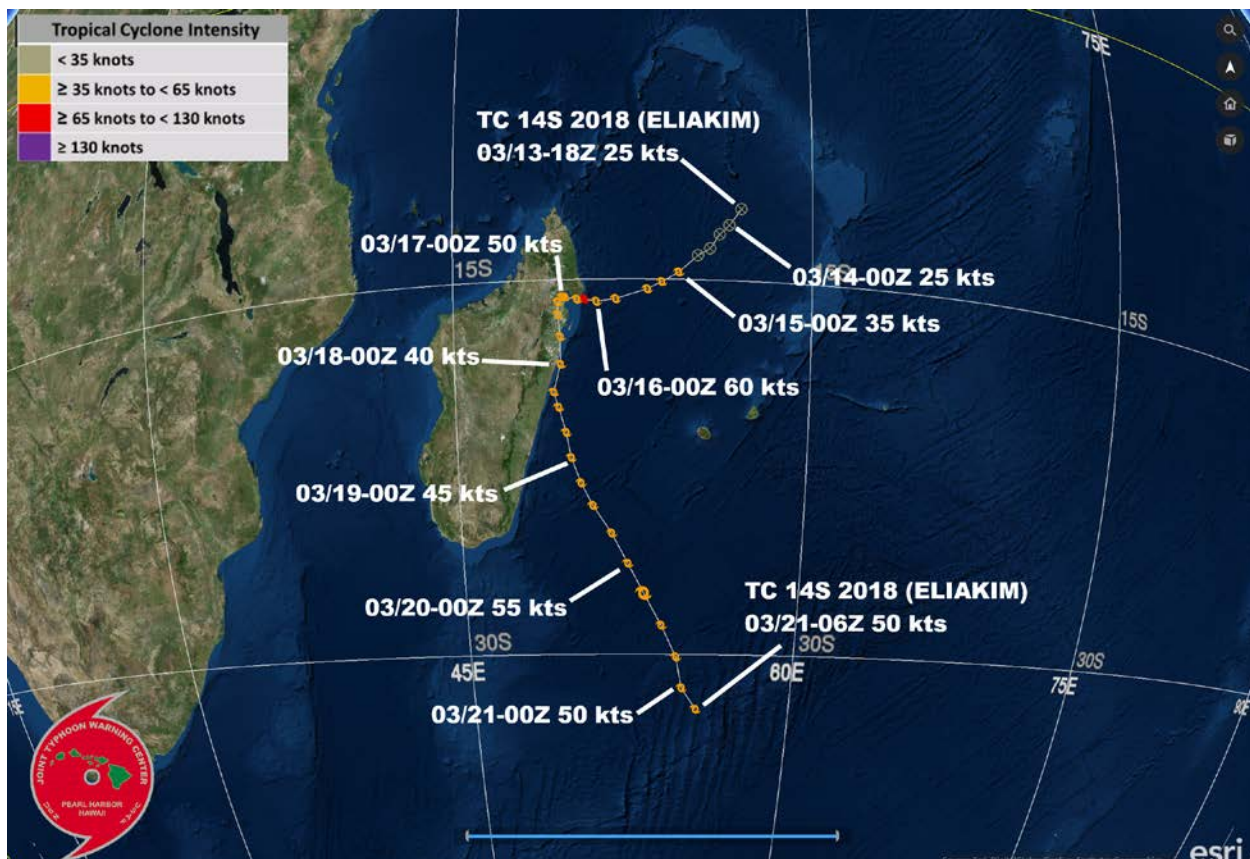 Tropical Cyclone Intensity
< 35 knots
≥ 35 knots to < 65 knots
≥ 65 knots to < 130 knots
≥ 130 knots
75E
TC 14S 2018 (ELIAKIM)
03/13-18Z 25 kts
03/17-00Z 50 kts
15S
15S
03/14-00Z 25 kts
03/15-00Z 35 kts
15S
03/18-00Z 40 kts
03/16-00Z 60 kts
03/19-00Z 45 kts
TC 14S 2018 (ELIAKIM)
03/20-00Z 55 kts
03/21-06Z 50 kts
30S
30S
30S
45E
60E
75E
03/21-00Z 50 kts
JOINT TYPHOON WARNING CENTER
PEARL HARBOR
HAWAII
esri